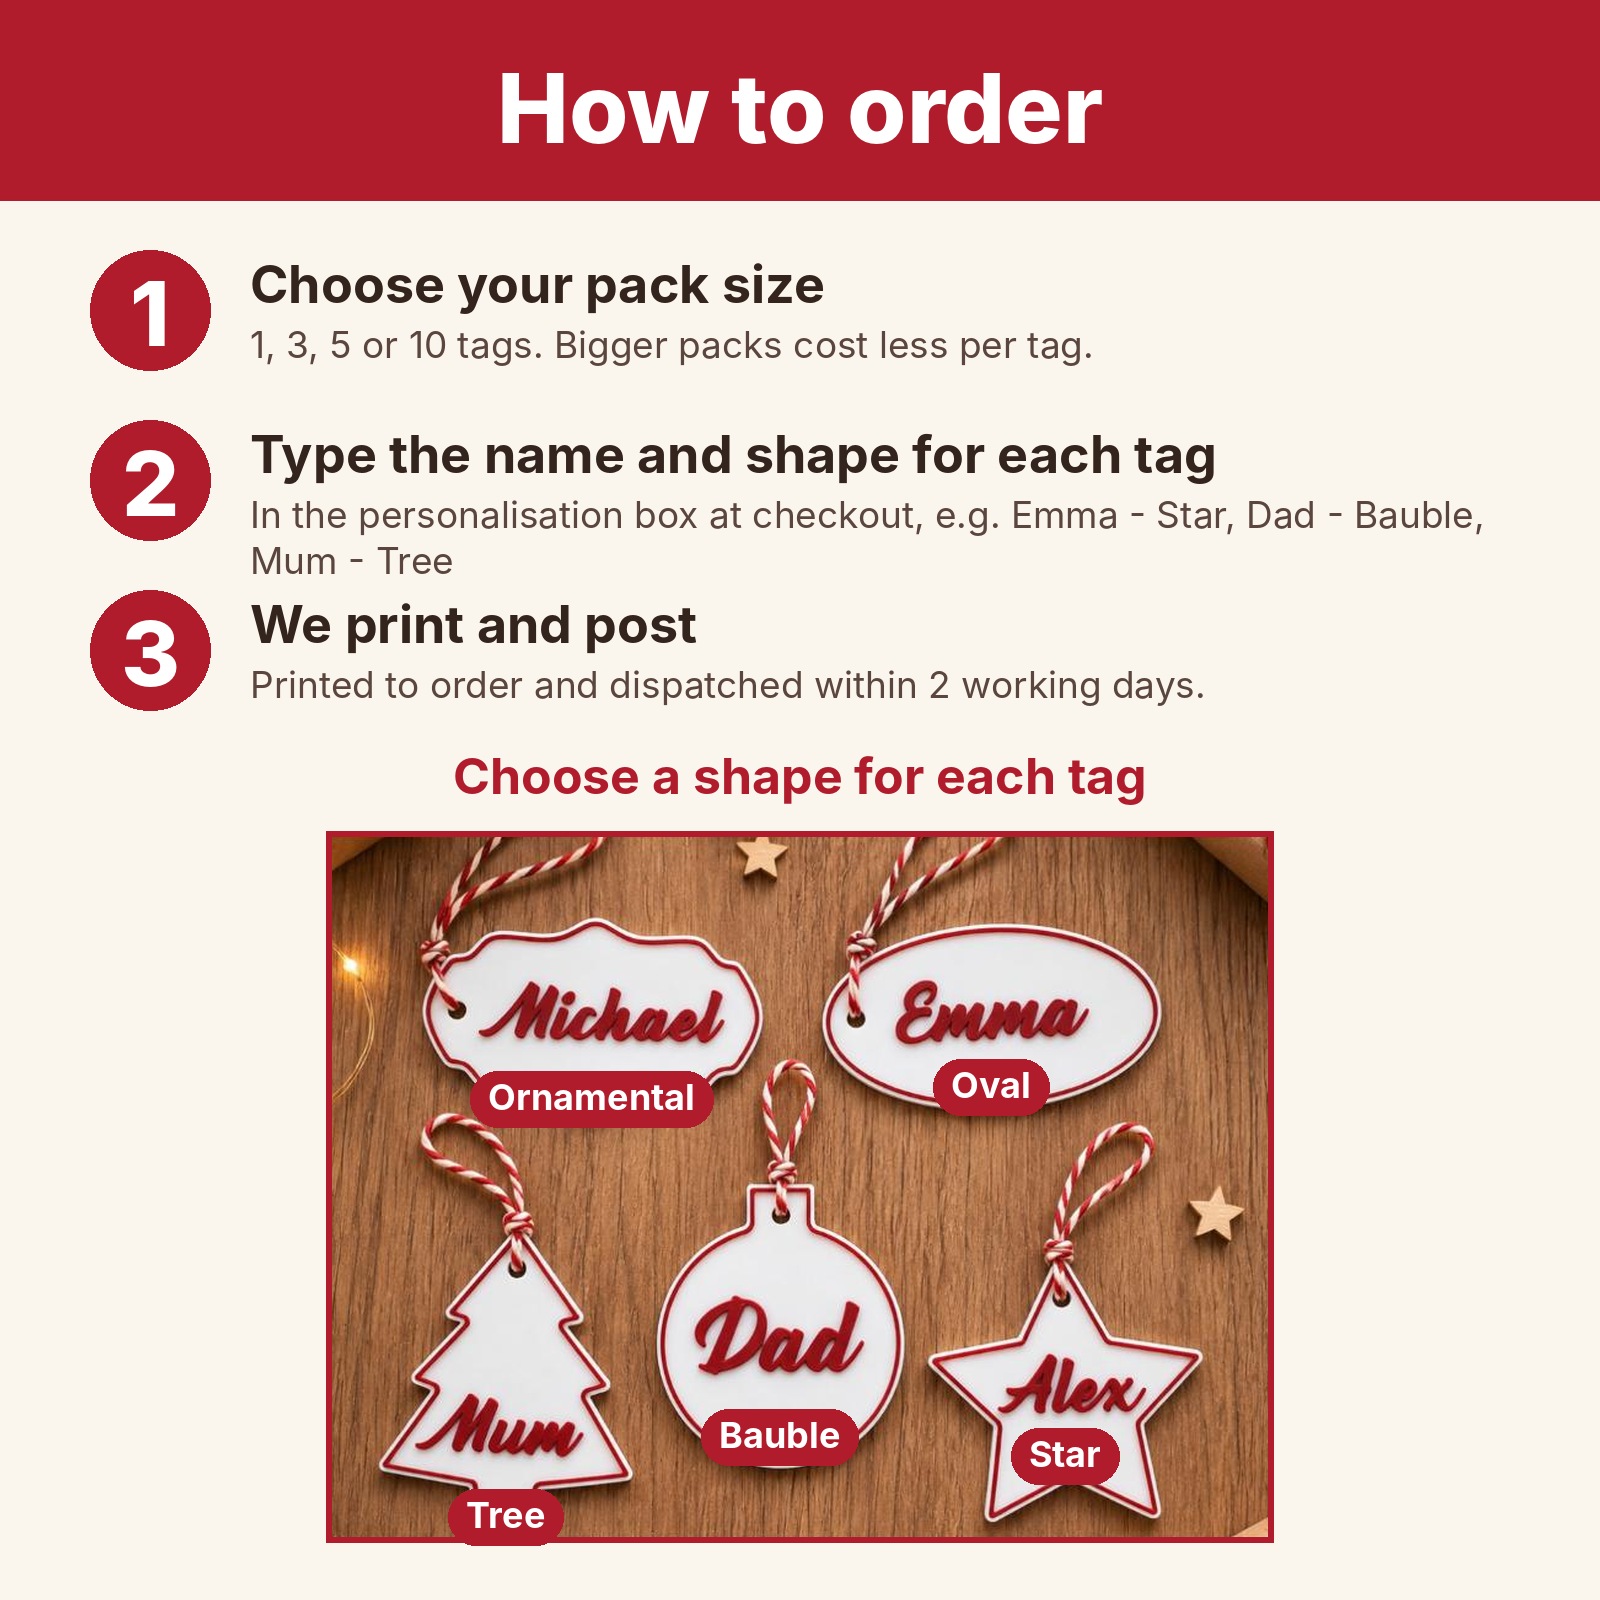 How to order
1
Choose your pack size
1, 3, 5 or 10 tags. Bigger packs cost less per tag.
2
Type the name and shape for each tag
In the personalisation box at checkout, e.g. Emma - Star, Dad - Bauble,
Mum - Tree
3
We print and post
Printed to order and dispatched within 2 working days.
Choose a shape for each tag
Michael
Ornamental
Emma
Oval
Mum
Tree
Dad
Bauble
Alex
Star